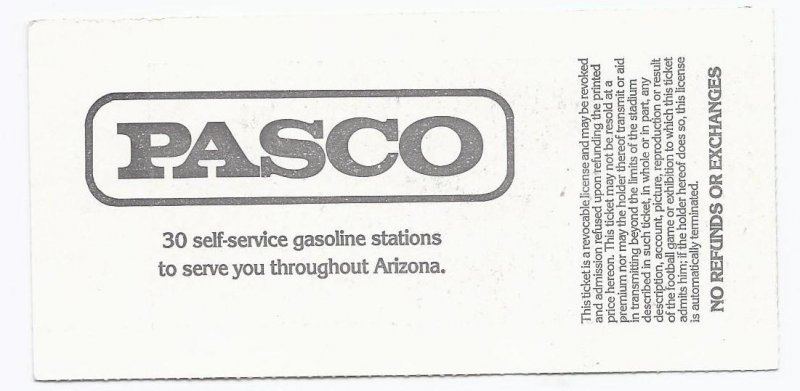 PASCO
30 self-service gasoline stations
to serve you throughout Arizona.
This ticket is a revocable license and may be revoked
and admission refused upon refunding the printed
price hereon. This ticket may not be resold at a
premium nor may the holder thereof transmit or aid
in transmitting beyond the limits of the stadium
described in such ticket, in whole or in part, any
description, account, picture, reproduction or result
of the football game or exhibition to which this ticket
admits him; if the holder hereof does so, this license
is automatically terminated.
NO REFUNDS OR EXCHANGES